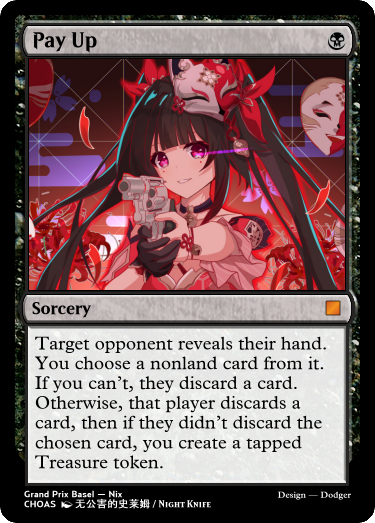 Pay Up
Sorcery
Target opponent reveals their hand.
You choose a nonland card from it.
If you can't, they discard a card.
Otherwise, that player discards a
card, then if they didn't discard the
chosen card, you create a tapped
Treasure token.
Grand Prix Basel — Nix
Design — Dodger
CHOAS 无公害的史莱姆 / Night Knife